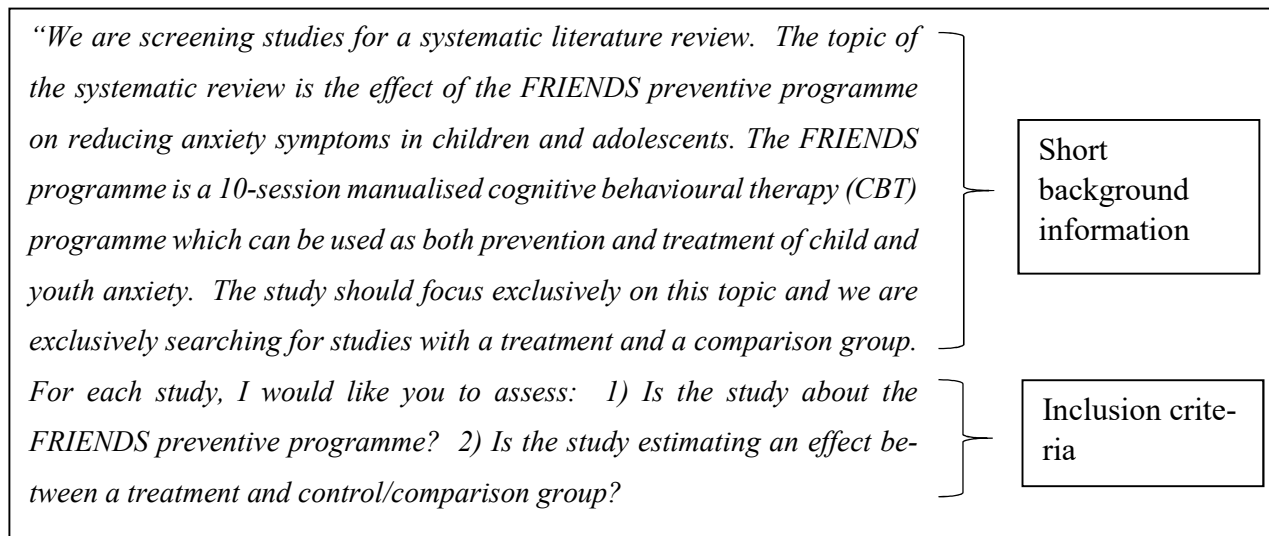 “We are screening studies for a systematic literature review. The topic of
the systematic review is the effect of the FRIENDS preventive programme
on reducing anxiety symptoms in children and adolescents. The FRIENDS
programme is a 10-session manualised cognitive behavioural therapy (CBT)
programme which can be used as both prevention and treatment of child and
youth anxiety. The study should focus exclusively on this topic and we are
exclusively searching for studies with a treatment and a comparison group.
For each study, I would like you to assess: 1) Is the study about the
FRIENDS preventive programme? 2) Is the study estimating an effect be-
tween a treatment and control/comparison group?
Short
background
information
Inclusion crite-
ria